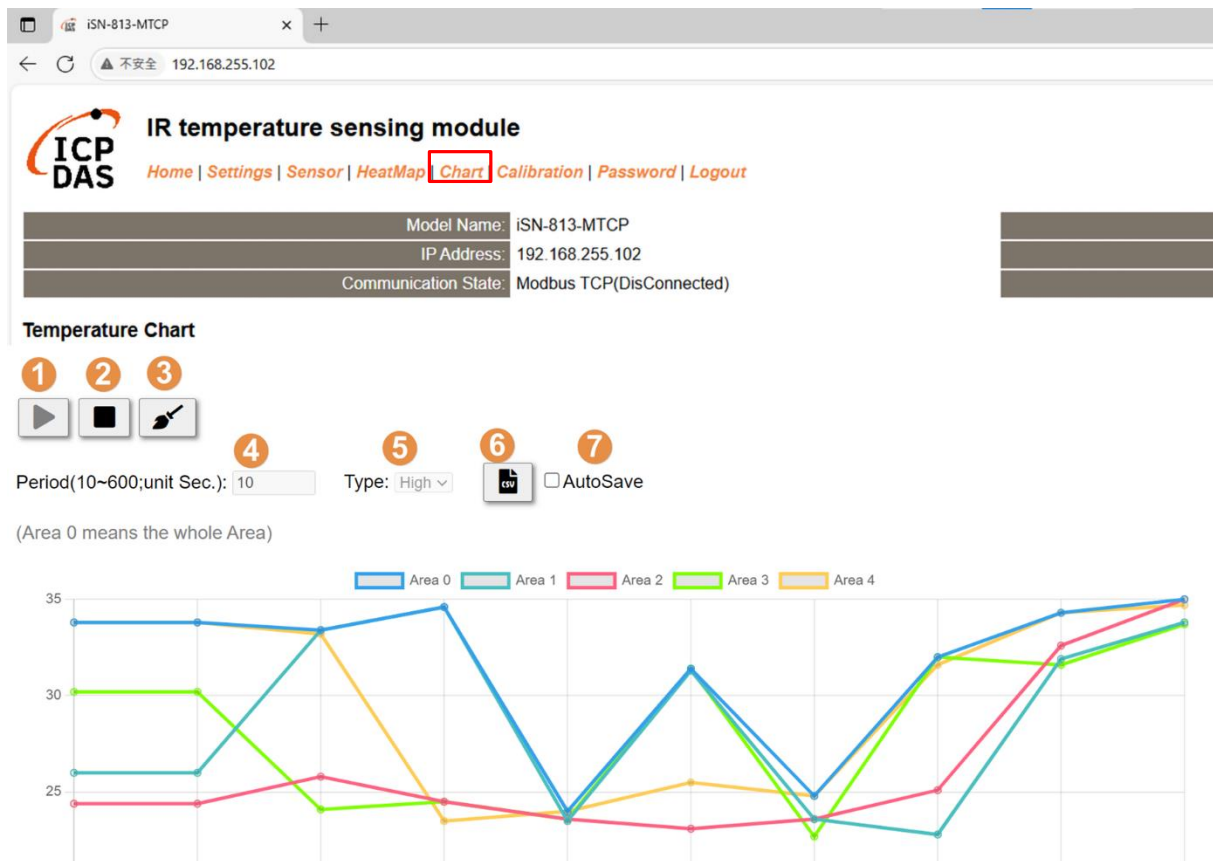 iSN-813-MTCP
不安全 192.168.255.102
ICP DAS
IR temperature sensing module
Home | Settings | Sensor | HeatMap | Chart | Calibration | Password | Logout
Model Name: iSN-813-MTCP
IP Address: 192.168.255.102
Communication State: Modbus TCP(DisConnected)
Temperature Chart
1 2 3
4 5 6 7
Period(10~600;unit Sec.): 10 Type: High CSV AutoSave
(Area 0 means the whole Area)
Area 0 Area 1 Area 2 Area 3 Area 4
35
30
25